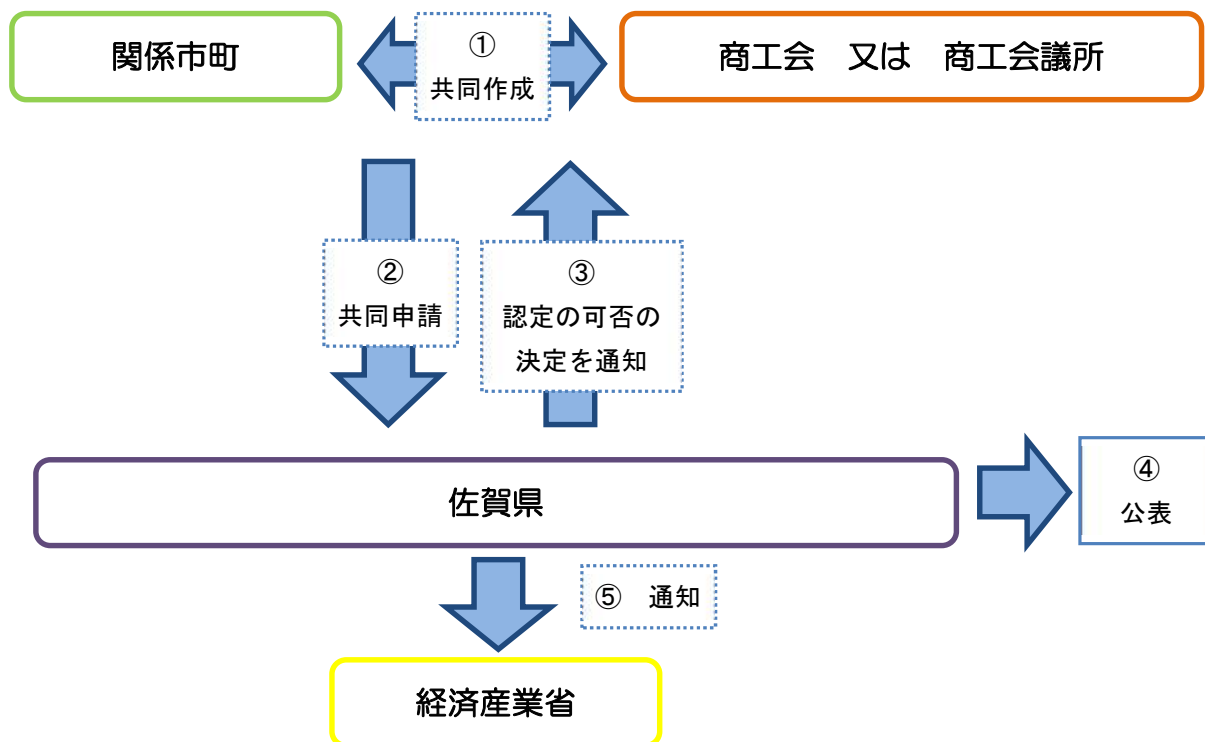 関係市町
①
共同作成
商工会　又は　商工会議所
②
共同申請
③
認定の可否の
決定を通知
佐賀県
④
公表
⑤　通知
経済産業省